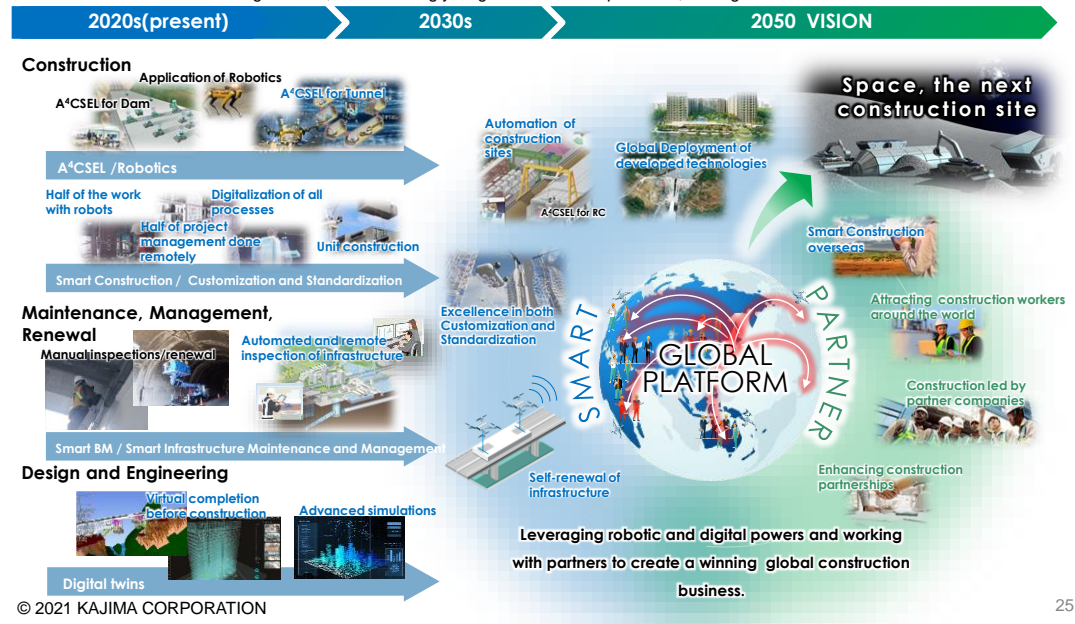 2020s(present)
2030s
2050 VISION
Construction
Application of Robotics
A⁴CSEL for Dam
A⁴CSEL for Tunnel
A⁴CSEL /Robotics
Half of the work
with robots
Digitalization of all
processes
Half of project
management done
remotely
Unit construction
Smart Construction / Customization and Standardization
Maintenance, Management,
Renewal
Manual inspections/renewal
Automated and remote
inspection of infrastructure
Smart BM / Smart Infrastructure Maintenance and Management
Design and Engineering
Virtual completion
before construction
Advanced simulations
Digital twins
Automation of
construction
sites
A⁴CSEL for RC
Global Deployment of
developed technologies
Excellence in both
Customization and
Standardization
Self-renewal of
infrastructure
Space, the next
construction site
SMART
GLOBAL
PLATFORM
PARTNER
Smart Construction
overseas
Attracting construction workers
around the world
Construction led by
partner companies
Enhancing construction
partnerships
Leveraging robotic and digital powers and working
with partners to create a winning global construction
business.
© 2021 KAJIMA CORPORATION
25